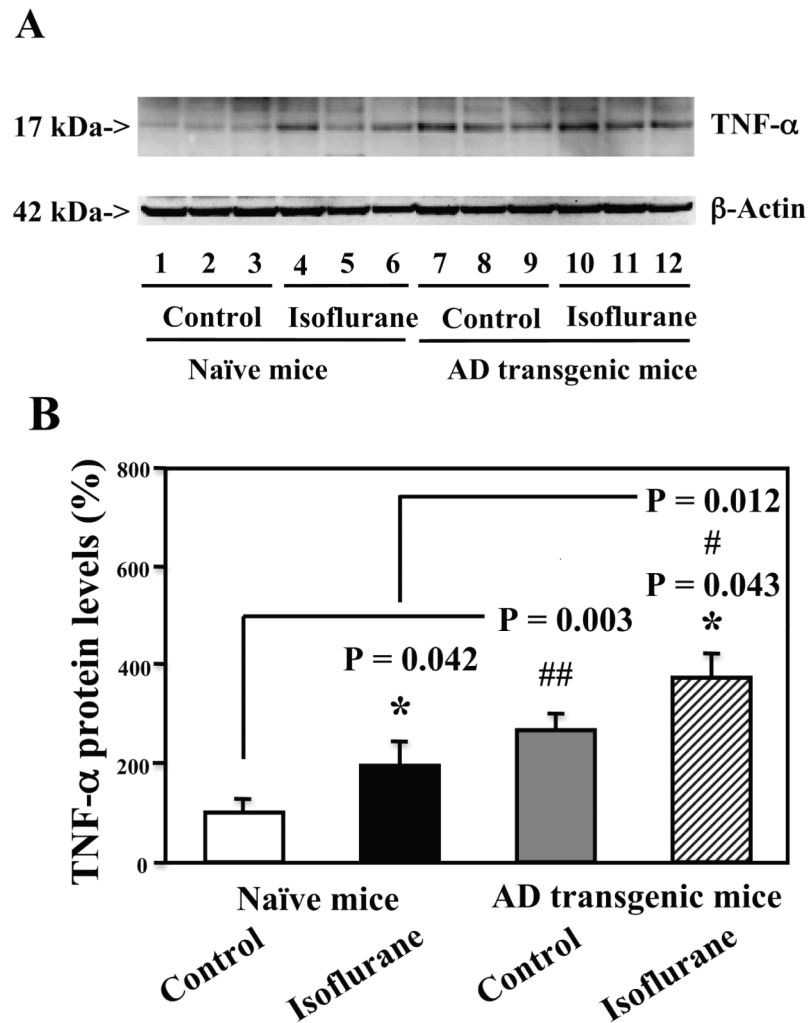 A
17 kDa-> TNF-α
42 kDa-> β-Actin
1 2 3 4 5 6 7 8 9 10 11 12
Control Isoflurane Control Isoflurane
Naïve mice AD transgenic mice
B
TNF-α protein levels (%)
800
600
400
200
0
P = 0.012
#
P = 0.043
*
P = 0.003
##
P = 0.042
*
Naïve mice AD transgenic mice
Control Isoflurane Control Isoflurane